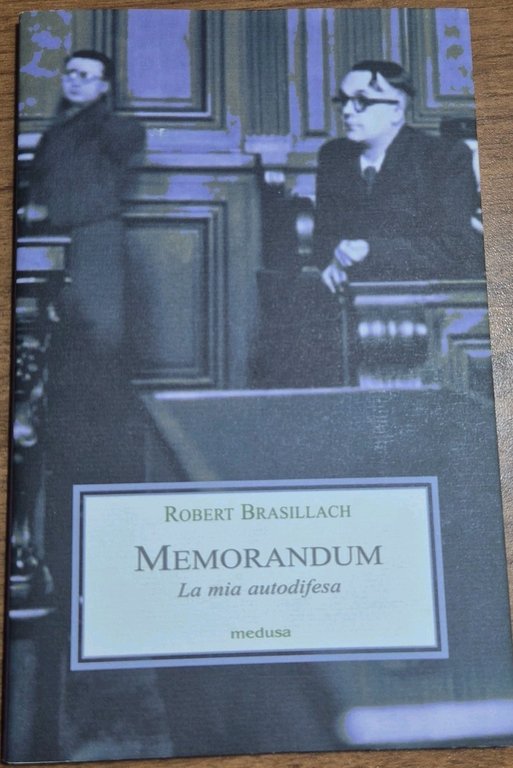 ROBERT BRASILLACH
MEMORANDUM
La mia autodifesa
medusa